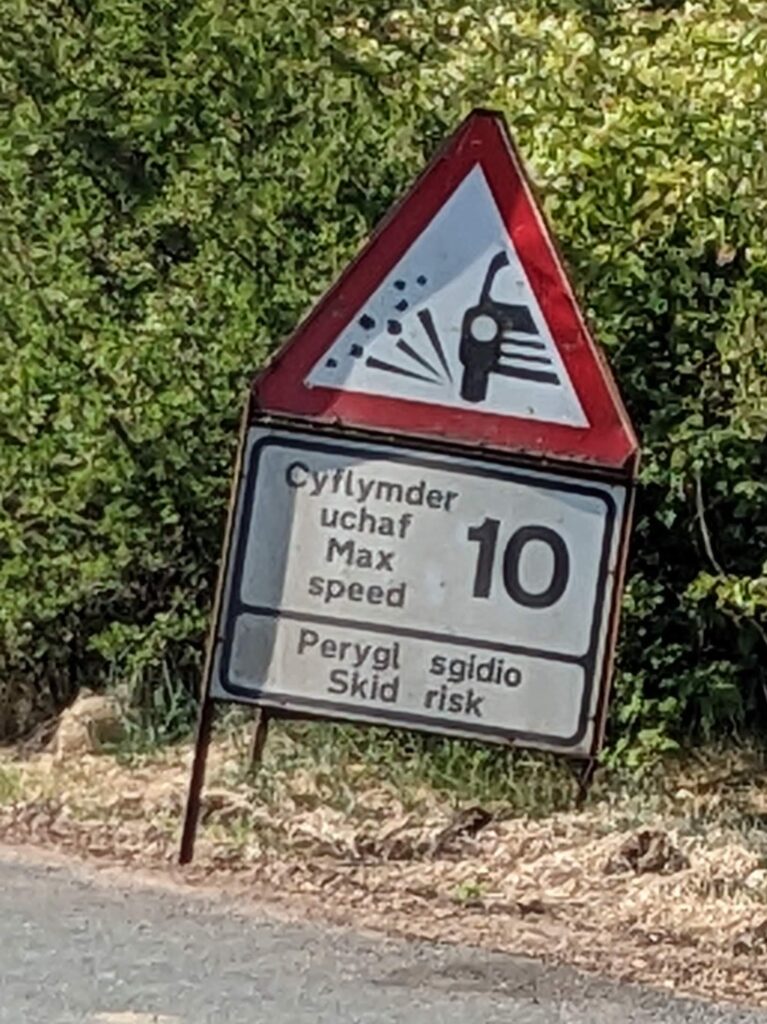 Cyflymder
uchaf
Max
speed
10
Perygl sgidio
Skid risk